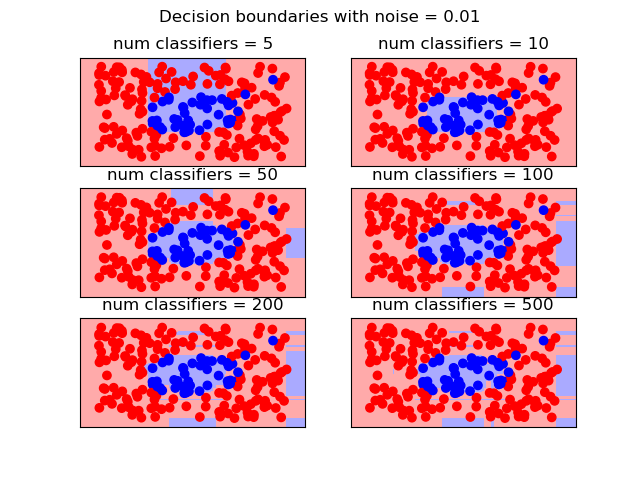 Decision boundaries with noise = 0.01
num classifiers = 5
num classifiers = 10
num classifiers = 50
num classifiers = 100
num classifiers = 200
num classifiers = 500